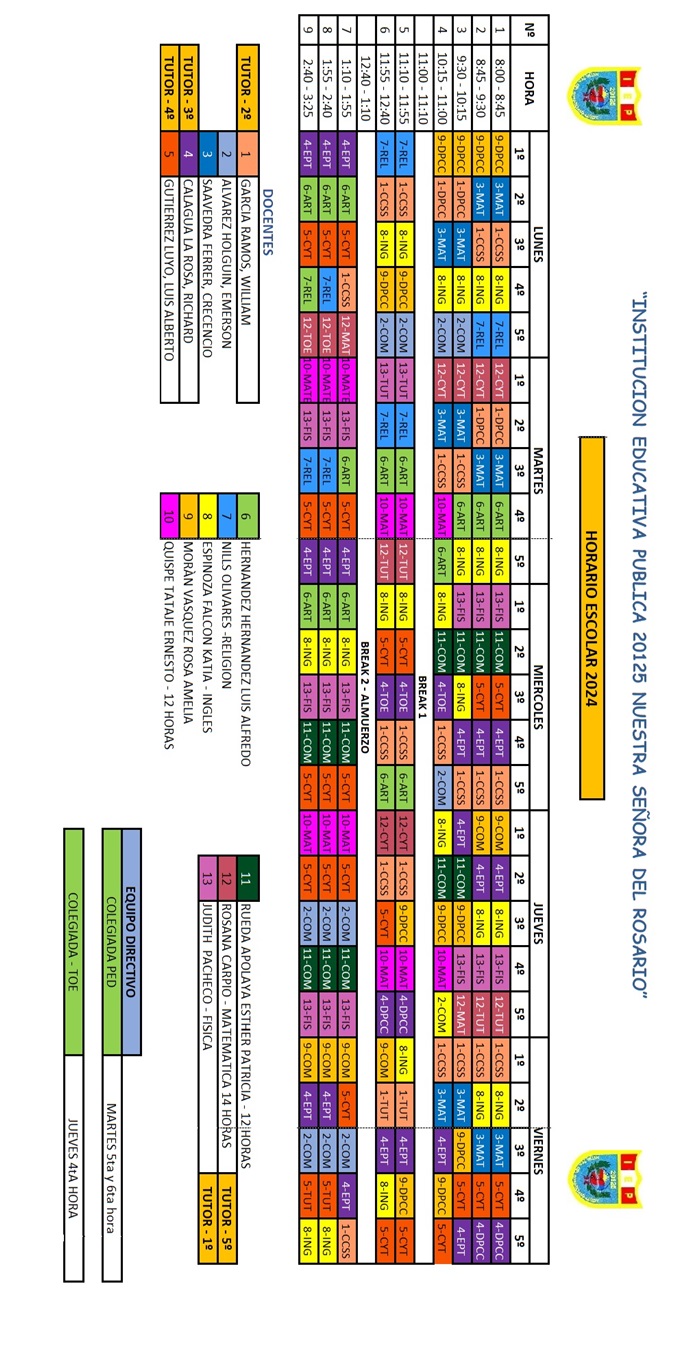 "INSTITUCION EDUCATIVA PUBLICA 20125 NUESTRA SEÑORA DEL ROSARIO"
I E P
20125
I E P
20125
HORARIO ESCOLAR 2024
Nº HORA LUNES MARTES MIERCOLES JUEVES VIERNES
1º 2º 3º 4º 5º 1º 2º 3º 4º 5º 1º 2º 3º 4º 5º 1º 2º 3º 4º 5º 1º 2º 3º 4º 5º
1 8:00 - 8:45 9-DPCC 3-MAT 1-CCSS 8-ING 7-REL 12-CYT 1-DPCC 3-MAT 6-ART 8-ING 13-FIS 11-COM 5-CYT 4-EPT 1-CCSS 9-COM 4-EPT 8-ING 13-FIS 12-TUT 1-CCSS 8-ING 3-MAT 5-CYT 4-DPCC
2 8:45 - 9:30 9-DPCC 3-MAT 1-CCSS 8-ING 7-REL 12-CYT 1-DPCC 3-MAT 6-ART 8-ING 13-FIS 11-COM 5-CYT 4-EPT 1-CCSS 9-COM 4-EPT 8-ING 13-FIS 12-TUT 1-CCSS 8-ING 3-MAT 5-CYT 4-DPCC
3 9:30 - 10:15 9-DPCC 1-DPCC 3-MAT 8-ING 2-COM 12-CYT 3-MAT 1-CCSS 6-ART 8-ING 13-FIS 11-COM 8-ING 4-EPT 1-CCSS 4-EPT 11-COM 9-DPCC 13-FIS 12-MAT 1-CCSS 3-MAT 9-DPCC 5-CYT 4-EPT
4 10:15 - 11:00 9-DPCC 1-DPCC 3-MAT 8-ING 2-COM 12-CYT 3-MAT 1-CCSS 10-MAT 6-ART 8-ING 11-COM 4-TOE 1-CCSS 2-COM 8-ING 11-COM 9-DPCC 10-MAT 2-COM 1-CCSS 3-MAT 4-EPT 9-DPCC 5-CYT
11:00 - 11:10 BREAK 1
5 11:10 - 11:55 7-REL 1-CCSS 8-ING 9-DPCC 2-COM 13-TUT 7-REL 6-ART 10-MAT 12-TUT 8-ING 5-CYT 4-TOE 1-CCSS 6-ART 12-CYT 1-CCSS 9-DPCC 10-MAT 4-DPCC 8-ING 1-TUT 4-EPT 9-DPCC 5-CYT
6 11:55 - 12:40 7-REL 1-CCSS 8-ING 9-DPCC 2-COM 13-TUT 7-REL 6-ART 10-MAT 12-TUT 8-ING 5-CYT 4-TOE 1-CCSS 6-ART 12-CYT 1-CCSS 5-CYT 10-MAT 4-DPCC 9-COM 1-TUT 4-EPT 8-ING 5-CYT
12:40 - 1:10 BREAK 2 - ALMUERZO
7 1:10 - 1:55 4-EPT 6-ART 5-CYT 1-CCSS 12-MAT 10-MATE 13-FIS 6-ART 5-CYT 4-EPT 6-ART 8-ING 13-FIS 11-COM 5-CYT 10-MAT 5-CYT 2-COM 11-COM 13-FIS 9-COM 5-CYT 2-COM 4-EPT 1-CCSS
8 1:55 - 2:40 4-EPT 6-ART 5-CYT 7-REL 12-TOE 10-MATE 13-FIS 7-REL 5-CYT 4-EPT 6-ART 8-ING 13-FIS 11-COM 5-CYT 10-MAT 5-CYT 2-COM 11-COM 13-FIS 9-COM 4-EPT 2-COM 5-TUT 8-ING
9 2:40 - 3:25 4-EPT 6-ART 5-CYT 7-REL 12-TOE 10-MATE 13-FIS 7-REL 5-CYT 4-EPT 6-ART 8-ING 13-FIS 11-COM 5-CYT 10-MAT 5-CYT 2-COM 11-COM 13-FIS 9-COM 4-EPT 2-COM 5-TUT 8-ING
DOCENTES
TUTOR - 2º 1 GARCIA RAMOS, WILLIAM
2 ALVAREZ HOLGUIN, EMERSON
3 SAAVEDRA FERRER, CRECENCIO
TUTOR - 3º 4 CALAGUA LA ROSA, RICHARD
TUTOR - 4º 5 GUTIERREZ LUYO, LUIS ALBERTO
6 HERNANDEZ HERNANDEZ LUIS ALFREDO
7 NILLS OLIVARES -RELIGION
8 ESPINOZA FALCON KATIA - INGLES
9 MORÀN VASQUEZ ROSA AMELIA
10 QUISPE TATAJE ERNESTO - 12 HORAS
11 RUEDA APOLAYA ESTHER PATRICIA - 12 HORAS
12 ROSANA CARPIO - MATEMATICA 14 HORAS TUTOR - 5º
13 JUDITH PACHECO - FISICA TUTOR - 1º
EQUIPO DIRECTIVO
COLEGIADA PED MARTES 5ta y 6ta hora
COLEGIADA - TOE JUEVES 4tA HORA